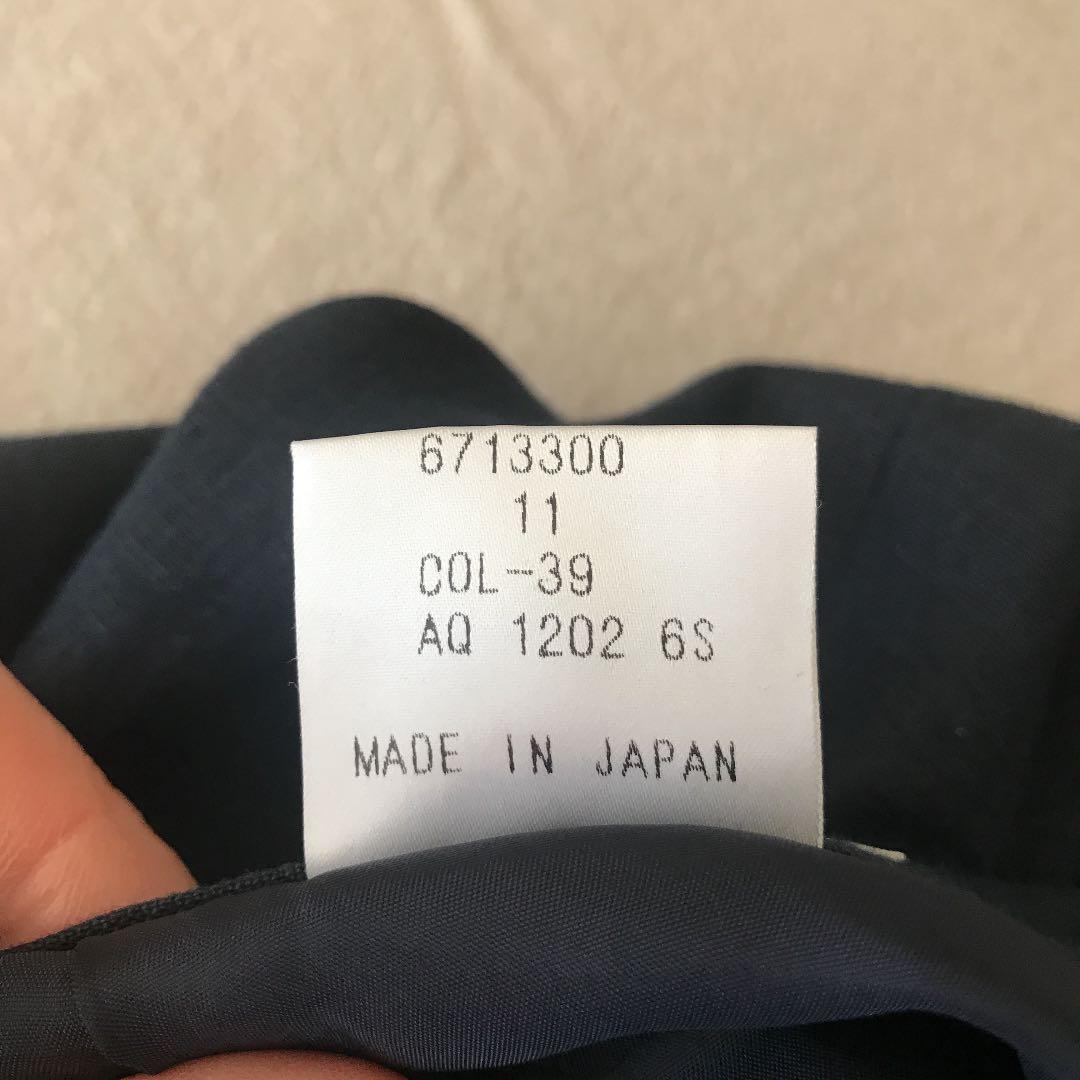 6713300
11
COL-39
AQ 1202 6S
MADE IN JAPAN